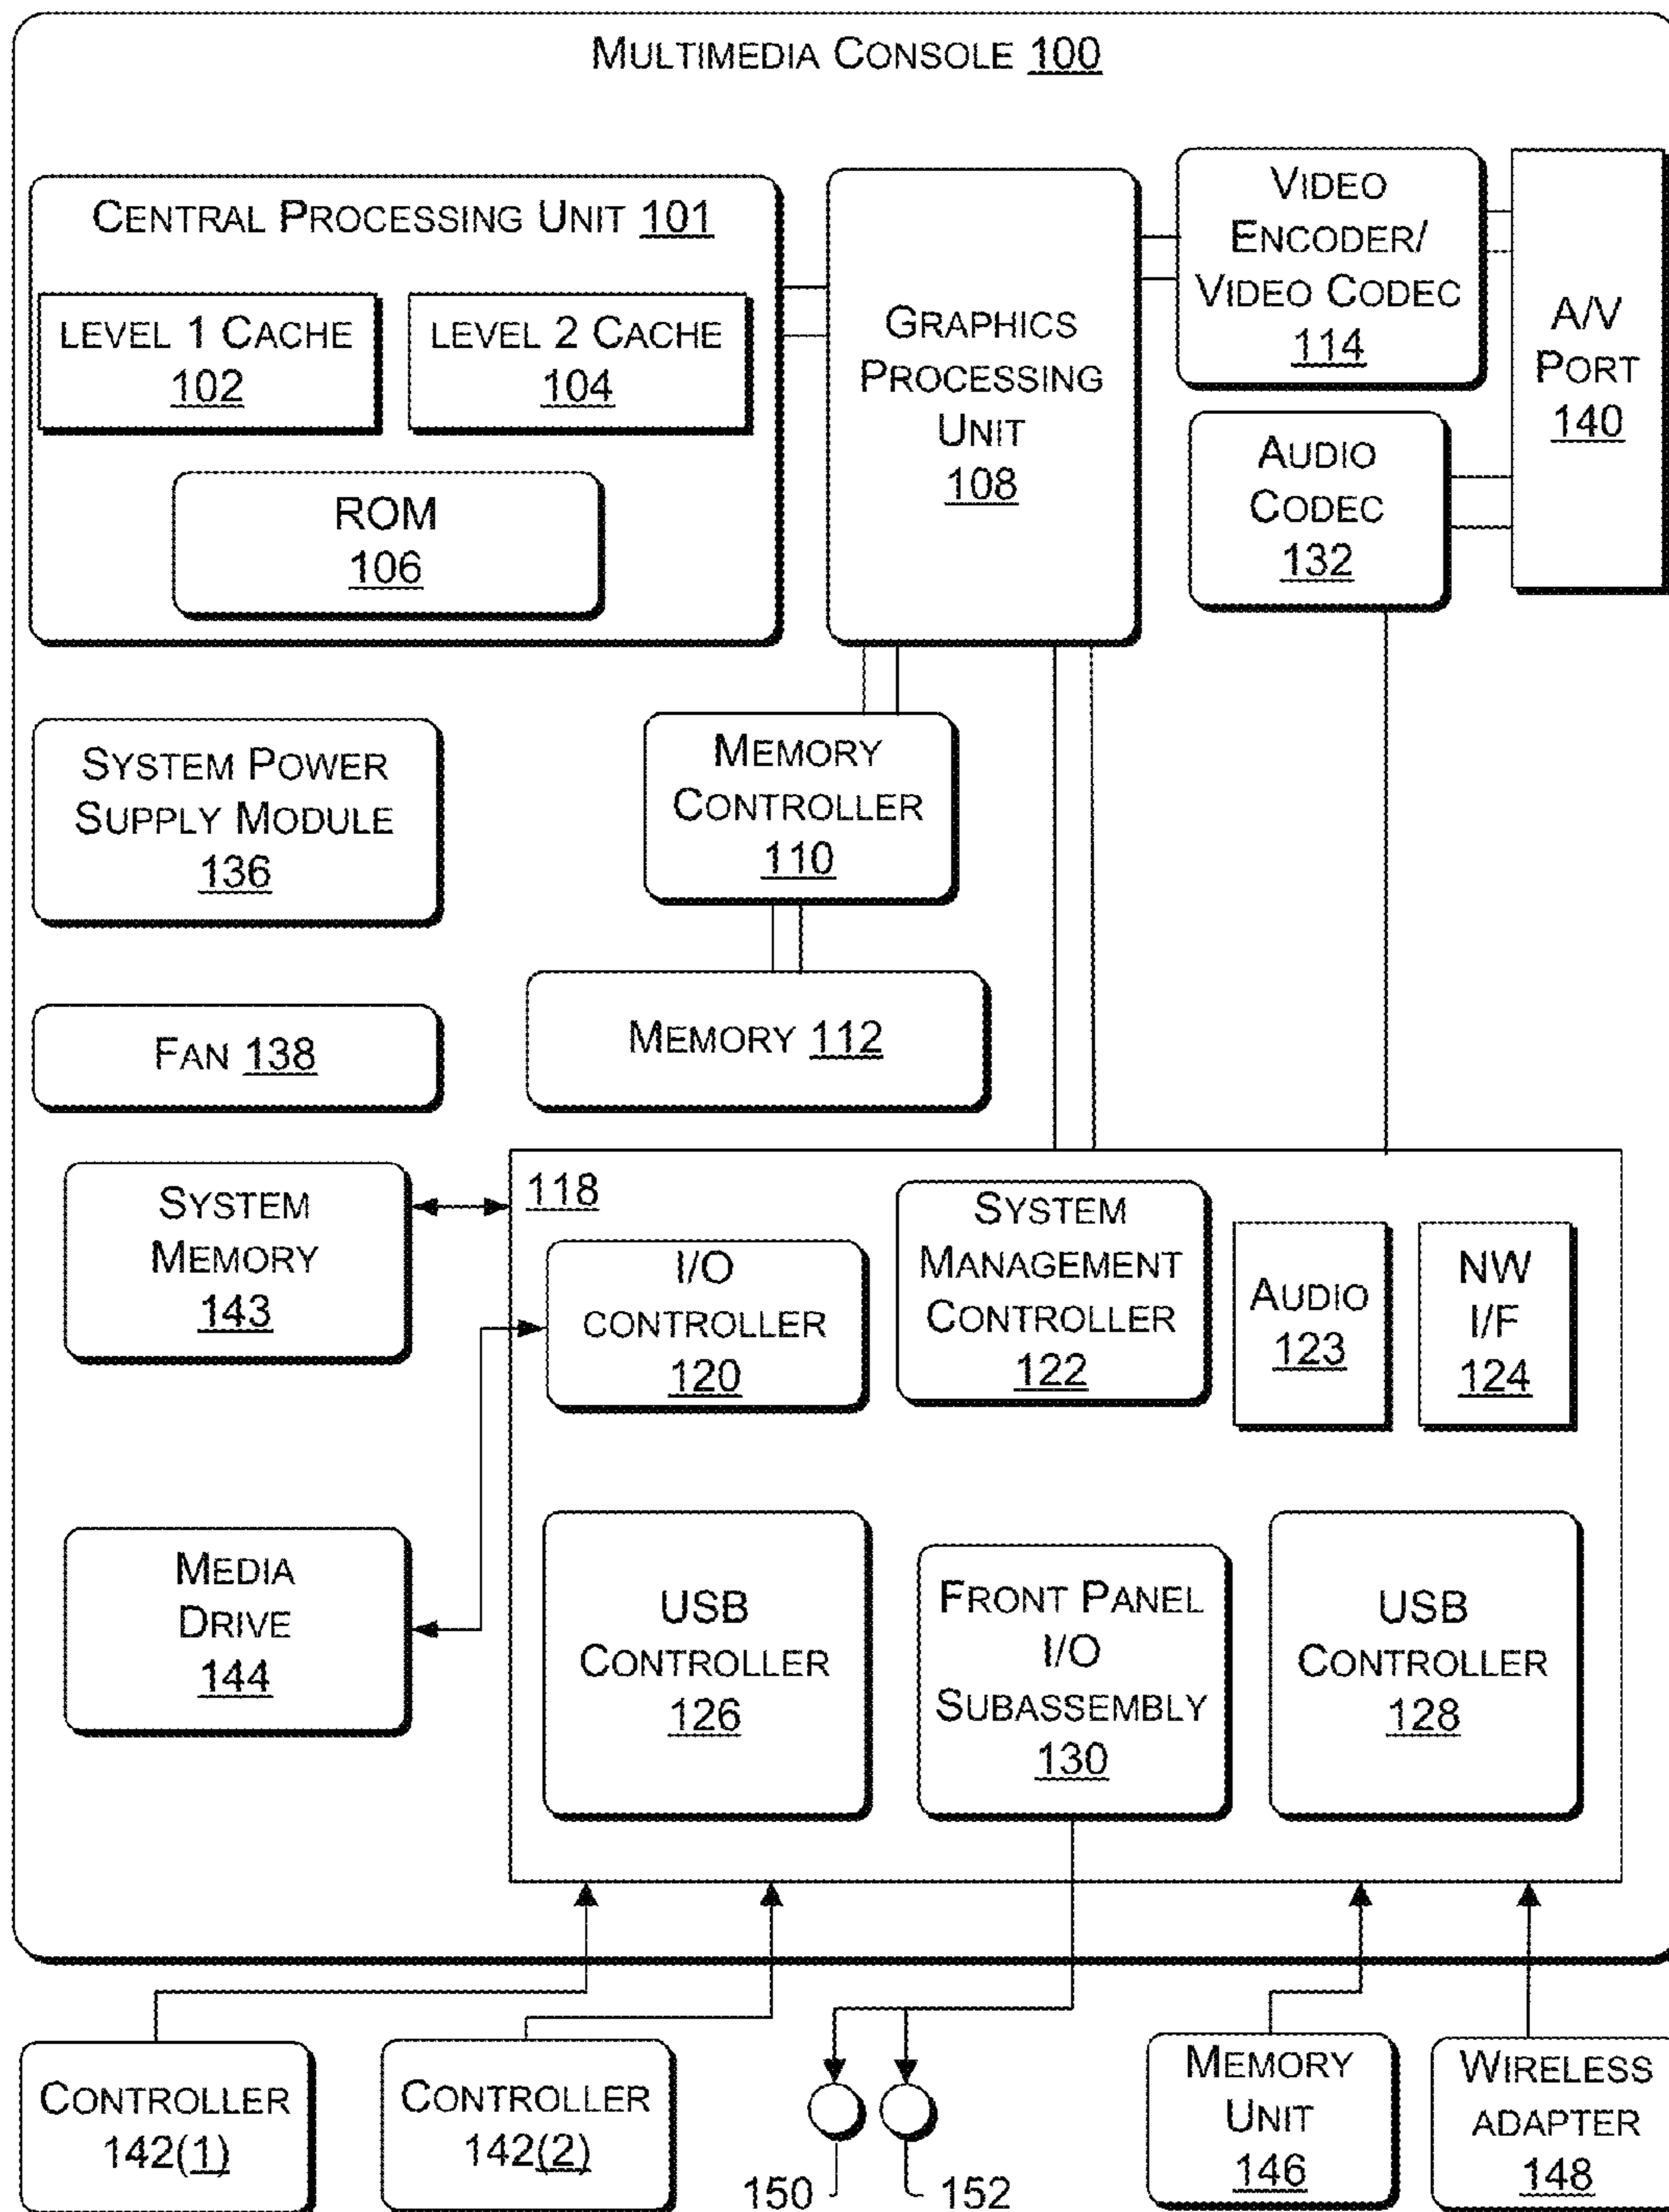 MULTIMEDIA CONSOLE 100
CENTRAL PROCESSING UNIT 101
LEVEL 1 CACHE
102
LEVEL 2 CACHE
104
ROM
106
GRAPHICS
PROCESSING
UNIT
108
VIDEO
ENCODER/
VIDEO CODEC
114
A/V
PORT
140
AUDIO
CODEC
132
SYSTEM POWER
SUPPLY MODULE
136
MEMORY
CONTROLLER
110
FAN 138
MEMORY 112
SYSTEM
MEMORY
143
118
I/O
CONTROLLER
120
SYSTEM
MANAGEMENT
CONTROLLER
122
AUDIO
123
NW
I/F
124
MEDIA
DRIVE
144
USB
CONTROLLER
126
FRONT PANEL
I/O
SUBASSEMBLY
130
USB
CONTROLLER
128
CONTROLLER
142(1)
CONTROLLER
142(2)
150
152
MEMORY
UNIT
146
WIRELESS
ADAPTER
148